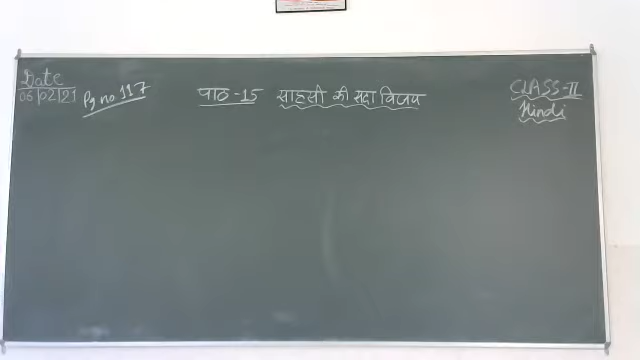 Date
06/02/21
Pg no. 117
पाठ -15 साहसी की सदा विजय
CLASS-II
Hindi